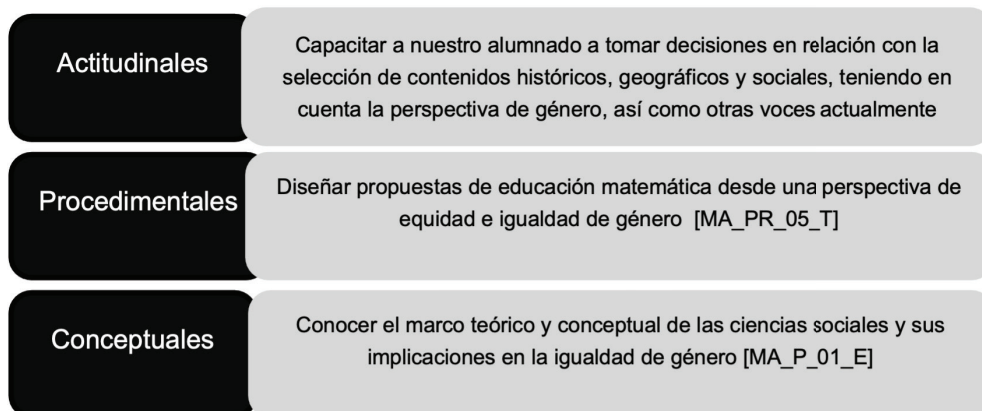 Actitudinales
Capacitar a nuestro alumnado a tomar decisiones en relación con la
selección de contenidos históricos, geográficos y sociales, teniendo en
cuenta la perspectiva de género, así como otras voces actualmente
Procedimentales
Diseñar propuestas de educación matemática desde una perspectiva de
equidad e igualdad de género [MA_PR_05_T]
Conceptuales
Conocer el marco teórico y conceptual de las ciencias sociales y sus
implicaciones en la igualdad de género [MA_P_01_E]